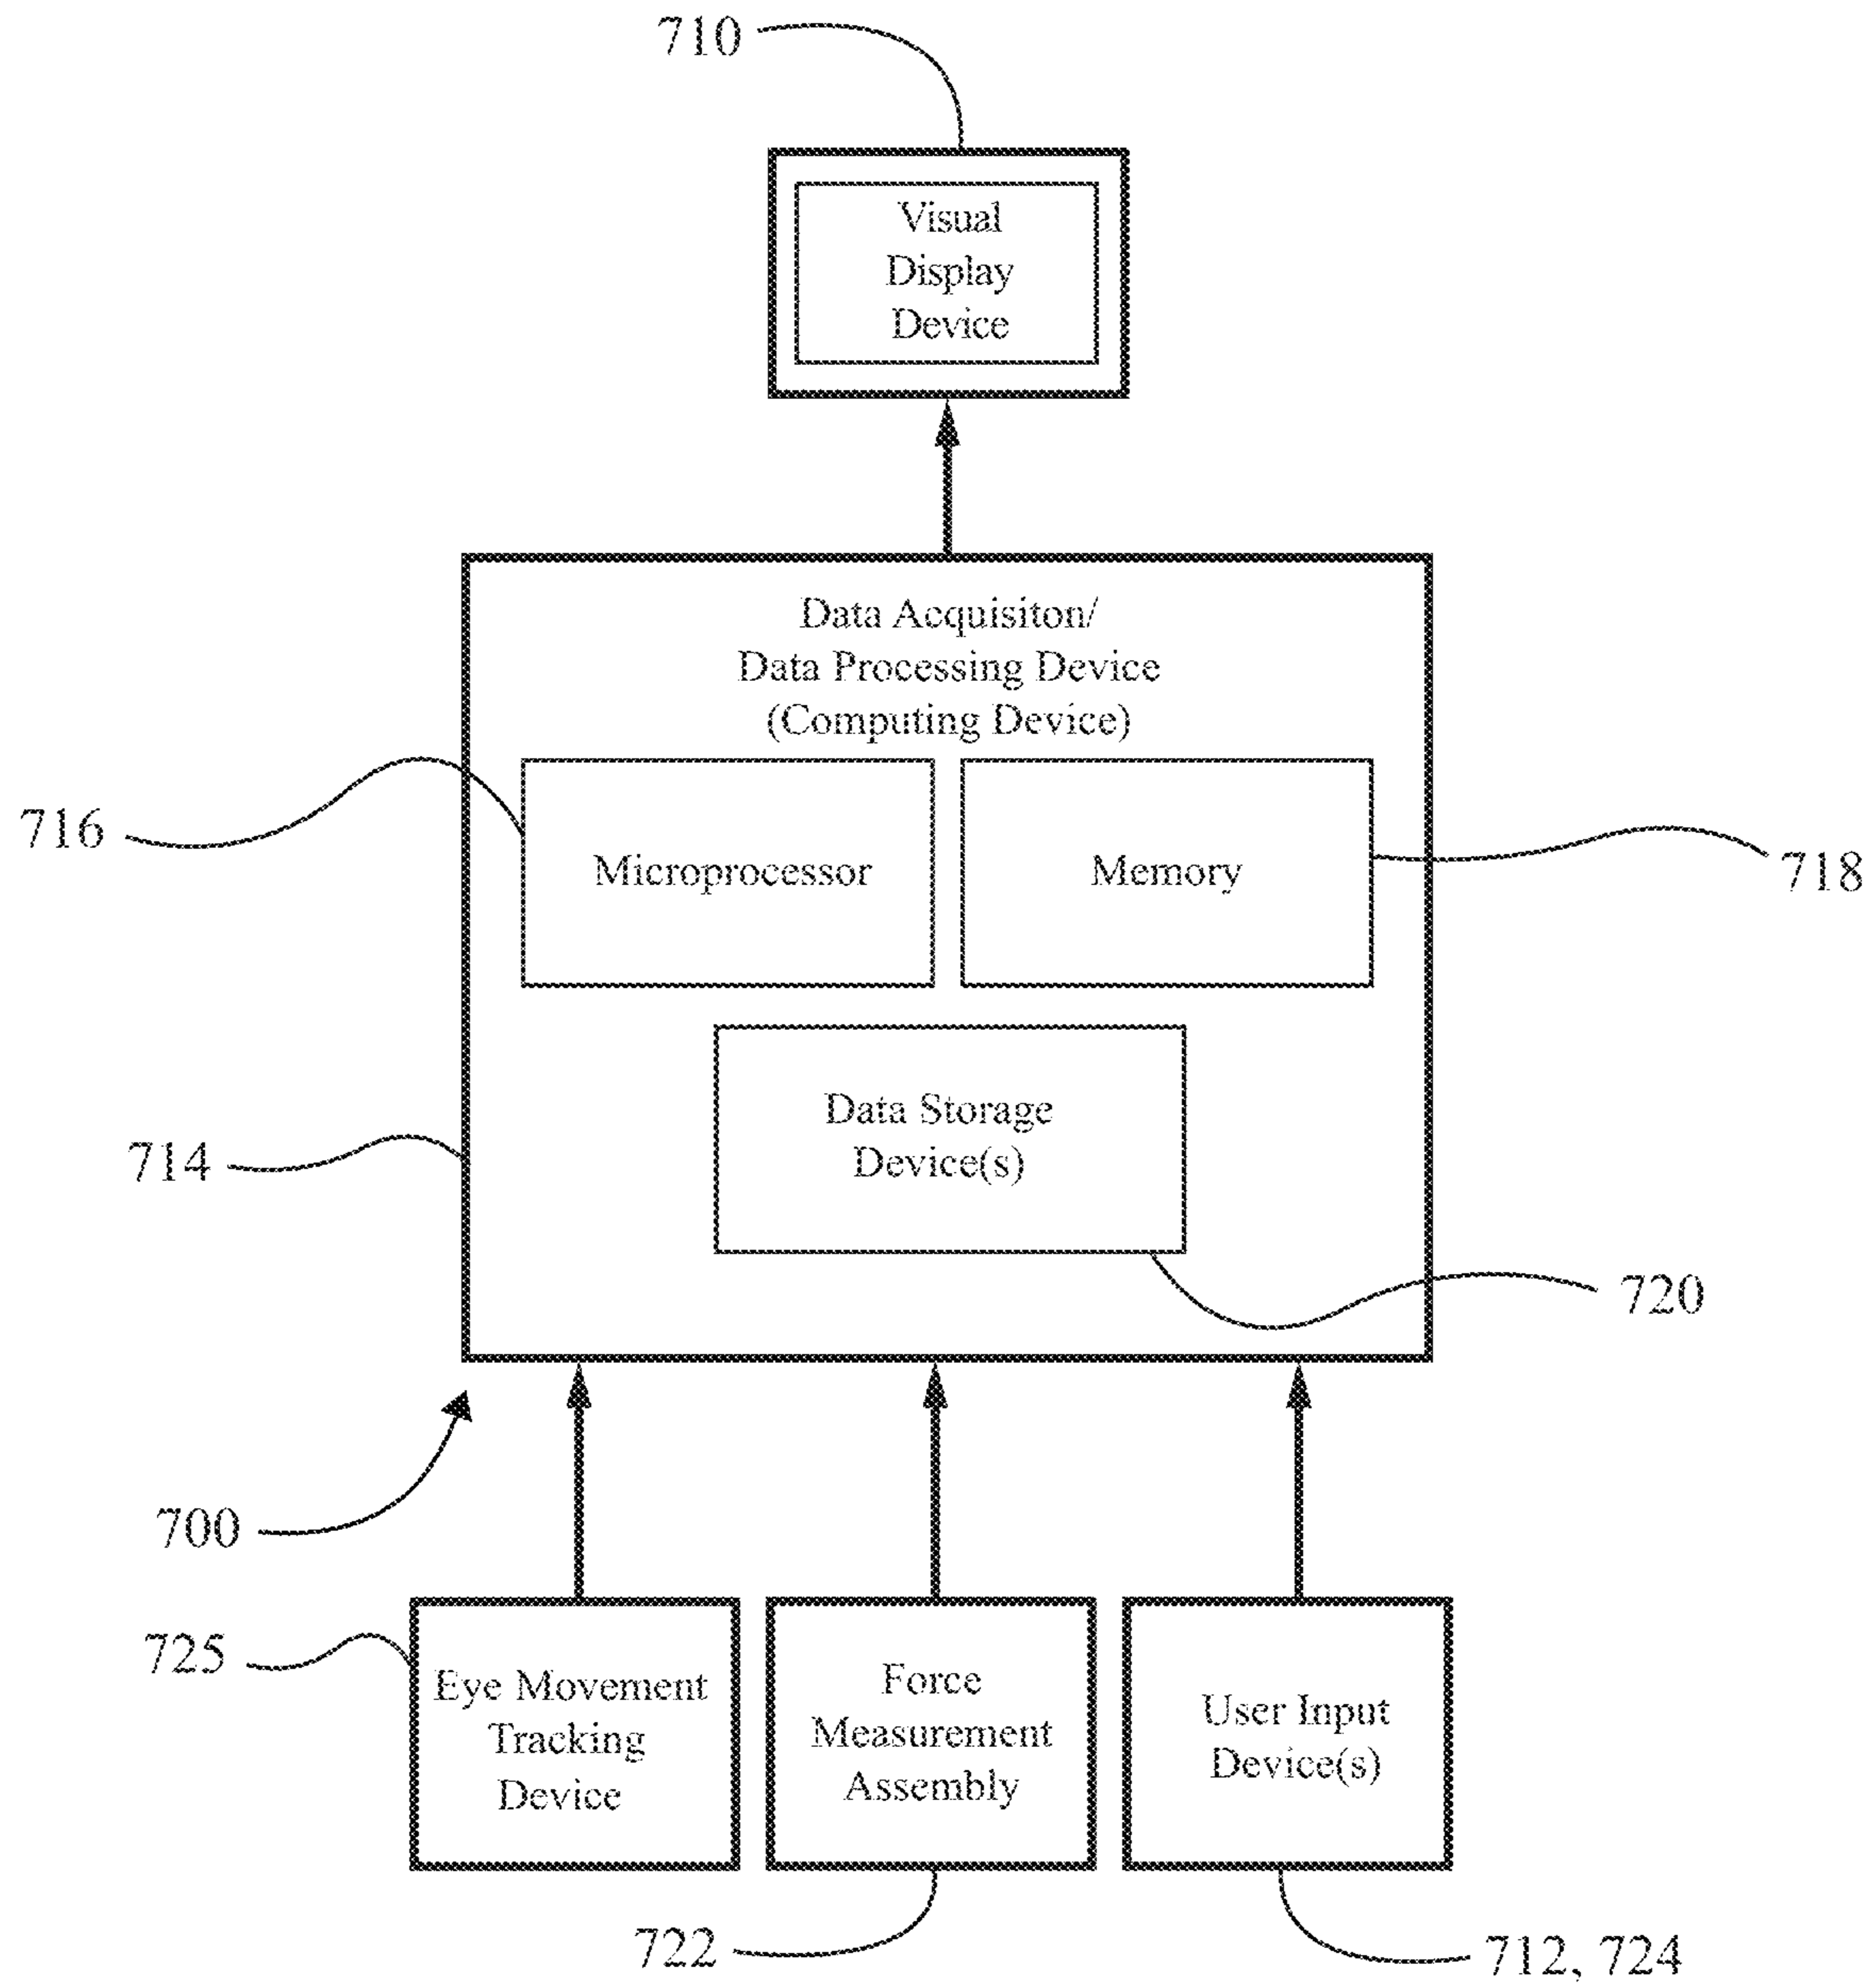 710
Visual
Display
Device
Data Acquisiton/
Data Processing Device
(Computing Device)
716
Microprocessor
Memory
718
Data Storage
Device(s)
714
720
700
725
Eye Movement
Tracking
Device
Force
Measurement
Assembly
User Input
Device(s)
722
712, 724